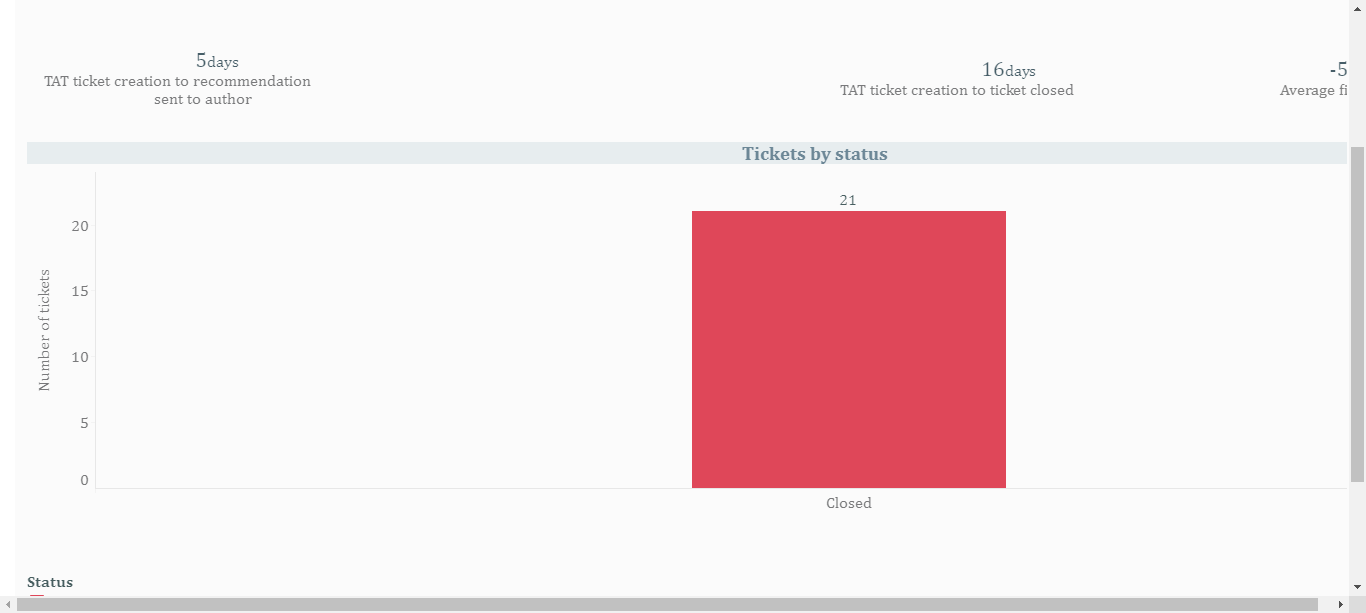 5days
TAT ticket creation to recommendation
sent to author
16days
TAT ticket creation to ticket closed
-5
Average
Tickets by status
21
20
15
10
5
0
Number of tickets
Closed
Status